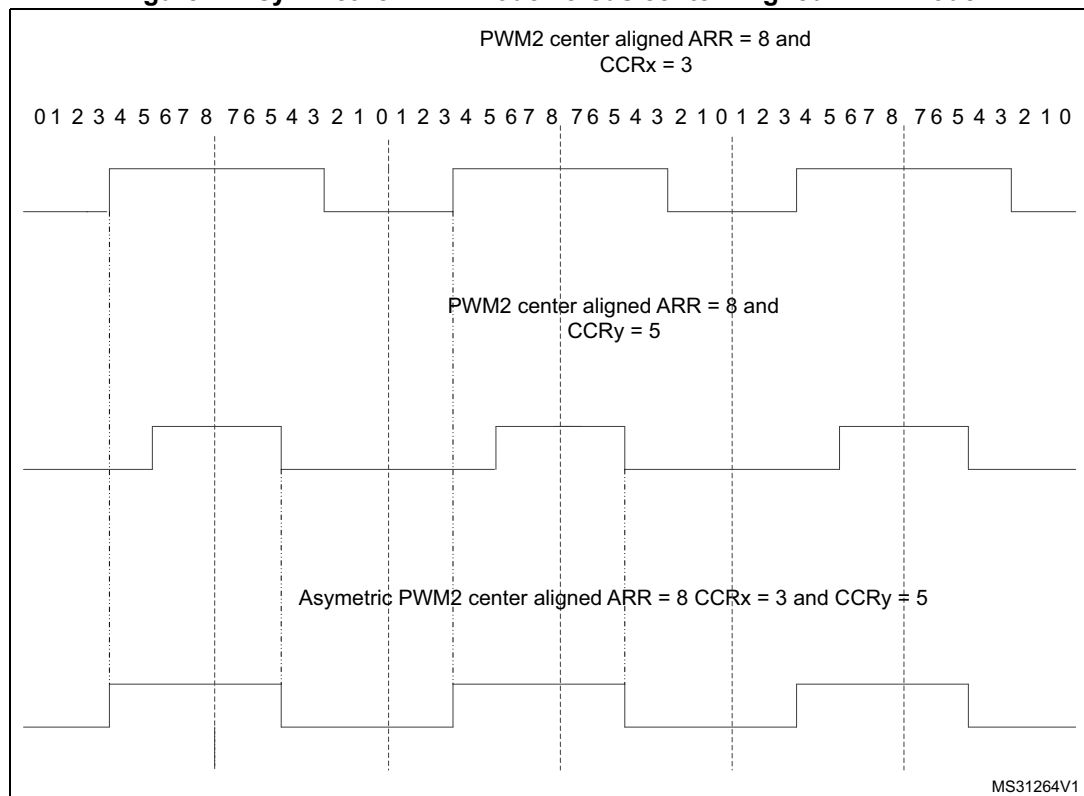 PWM2 center aligned ARR = 8 and
CCRx = 3
0 1 2 3 4 5 6 7 8 7 6 5 4 3 2 1 0 1 2 3 4 5 6 7 8 7 6 5 4 3 2 1 0 1 2 3 4 5 6 7 8 7 6 5 4 3 2 1 0
PWM2 center aligned ARR = 8 and
CCRy = 5
Asymetric PWM2 center aligned ARR = 8 CCRx = 3 and CCRy = 5
MS31264V1